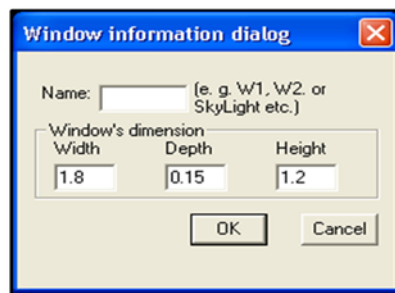 Window information dialog
Name: (e. g. W1, W2. or
SkyLight etc.)
Window's dimension
Width Depth Height
1.8 0.15 1.2
OK Cancel